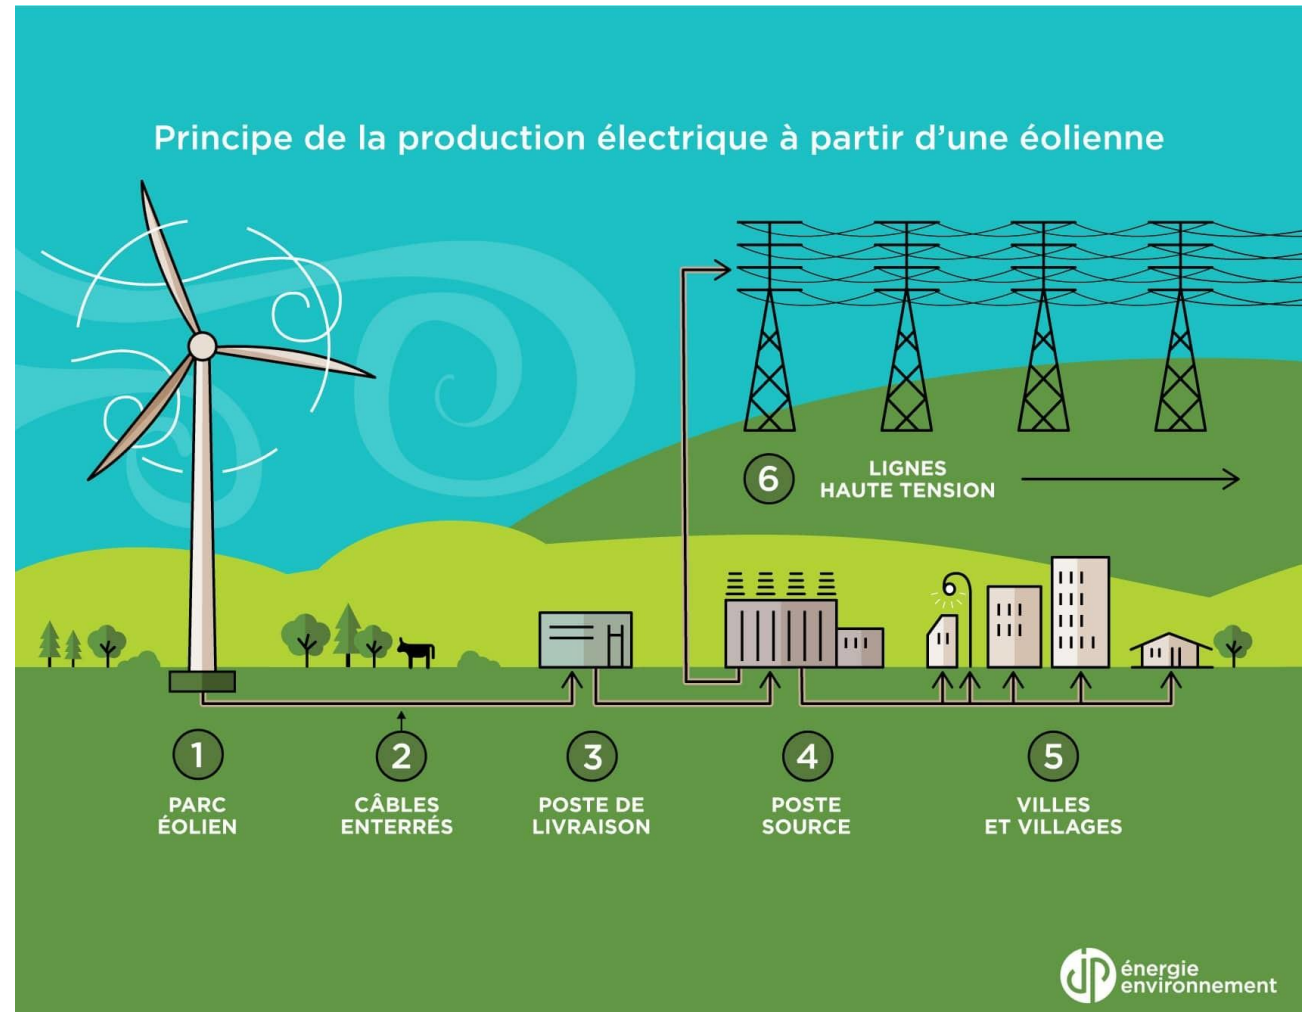 Principe de la production électrique à partir d'une éolienne
6
LIGNES
HAUTE TENSION
1
PARC
ÉOLIEN
2
CÂBLES
ENTERRÉS
3
POSTE DE
LIVRAISON
4
POSTE
SOURCE
5
VILLES
ET VILLAGES
JP énergie
environnement